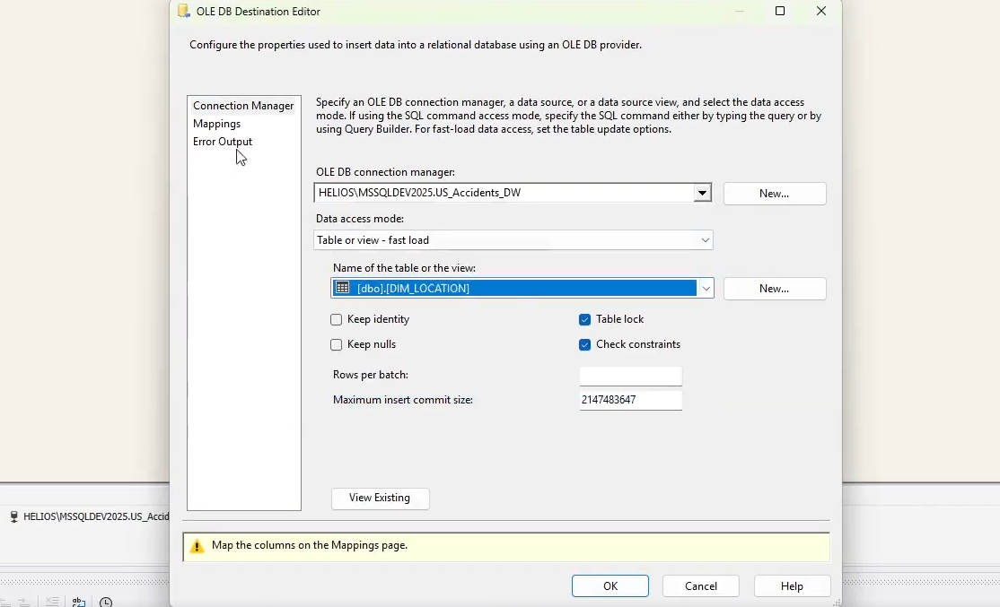 OLE DB Destination Editor
Configure the properties used to insert data into a relational database using an OLE DB provider.
Connection Manager
Mappings
Error Output
Specify an OLE DB connection manager, a data source, or a data source view, and select the data access
mode. If using the SQL command access mode, specify the SQL command either by typing the query or by
using Query Builder. For fast-load data access, set the table update options.
OLE DB connection manager:
HELIOS\MSSQLDEV2025.US_Accidents_DW
New...
Data access mode:
Table or view - fast load
Name of the table or the view:
[dbo].[DIM_LOCATION]
New...
Keep identity
Table lock
Keep nulls
Check constraints
Rows per batch:
Maximum insert commit size:
2147483647
View Existing
HELIOS\MSSQLDEV2025.US_Accid
Map the columns on the Mappings page.
OK
Cancel
Help
ab